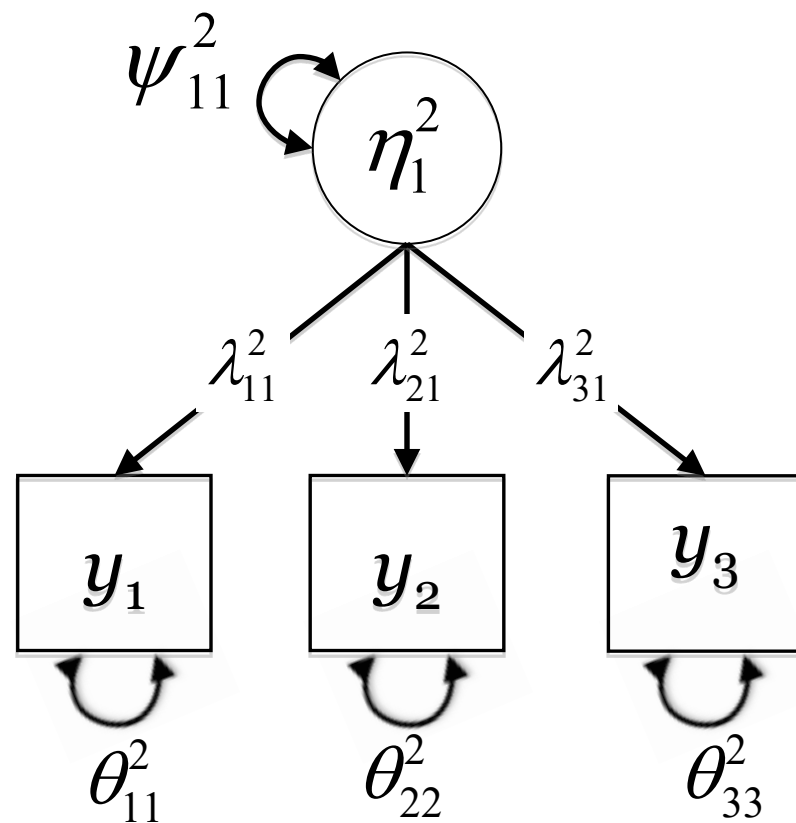 ψ²₁₁
η²₁
λ²₁₁ λ²₂₁ λ²₃₁
y₁ y₂ y₃
θ²₁₁ θ²₂₂ θ²₃₃